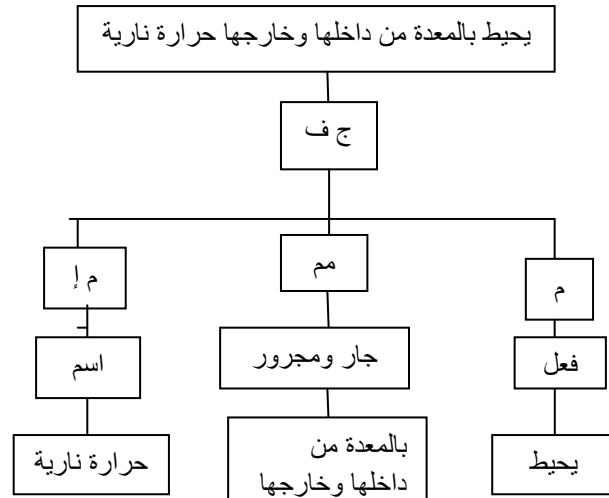 يحيط بالمعدة من داخلها وخارجها حرارة نارية
ج ف
م
مم
م إ
فعل
جار ومجرور
اسم
يحيط
بالمعدة من
داخلها وخارجها
حرارة نارية